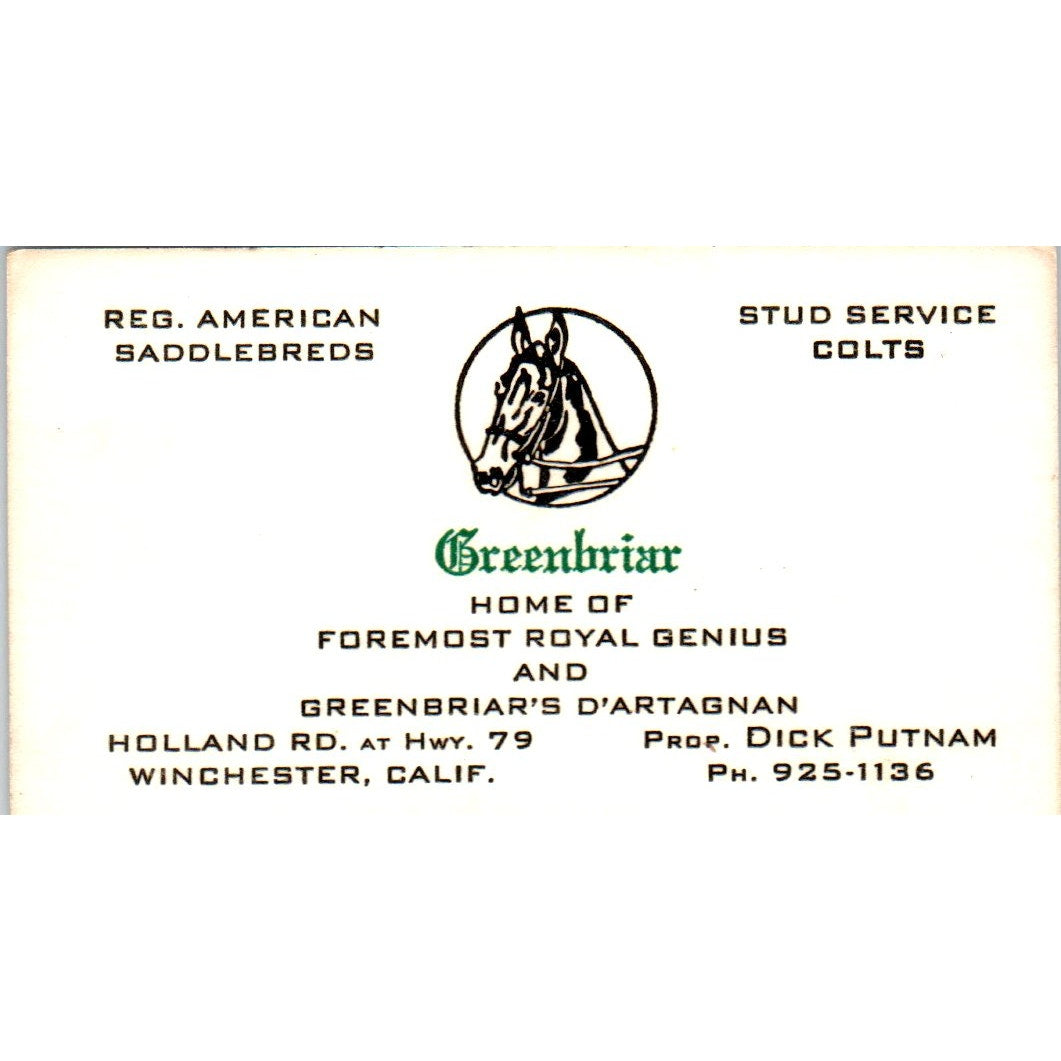 REG. AMERICAN
SADDLEBREDS
STUD SERVICE
COLTS
Greenbriar
HOME OF
FOREMOST ROYAL GENIUS
AND
GREENBRIAR'S D'ARTAGNAN
HOLLAND RD. AT HWY. 79
WINCHESTER, CALIF.
PROP. DICK PUTNAM
PH. 925-1136